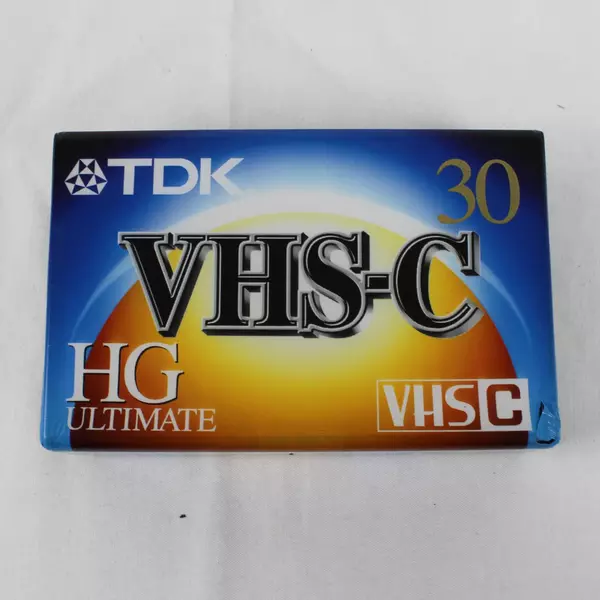 TDK
30
VHS-C
HG
ULTIMATE
VHS C